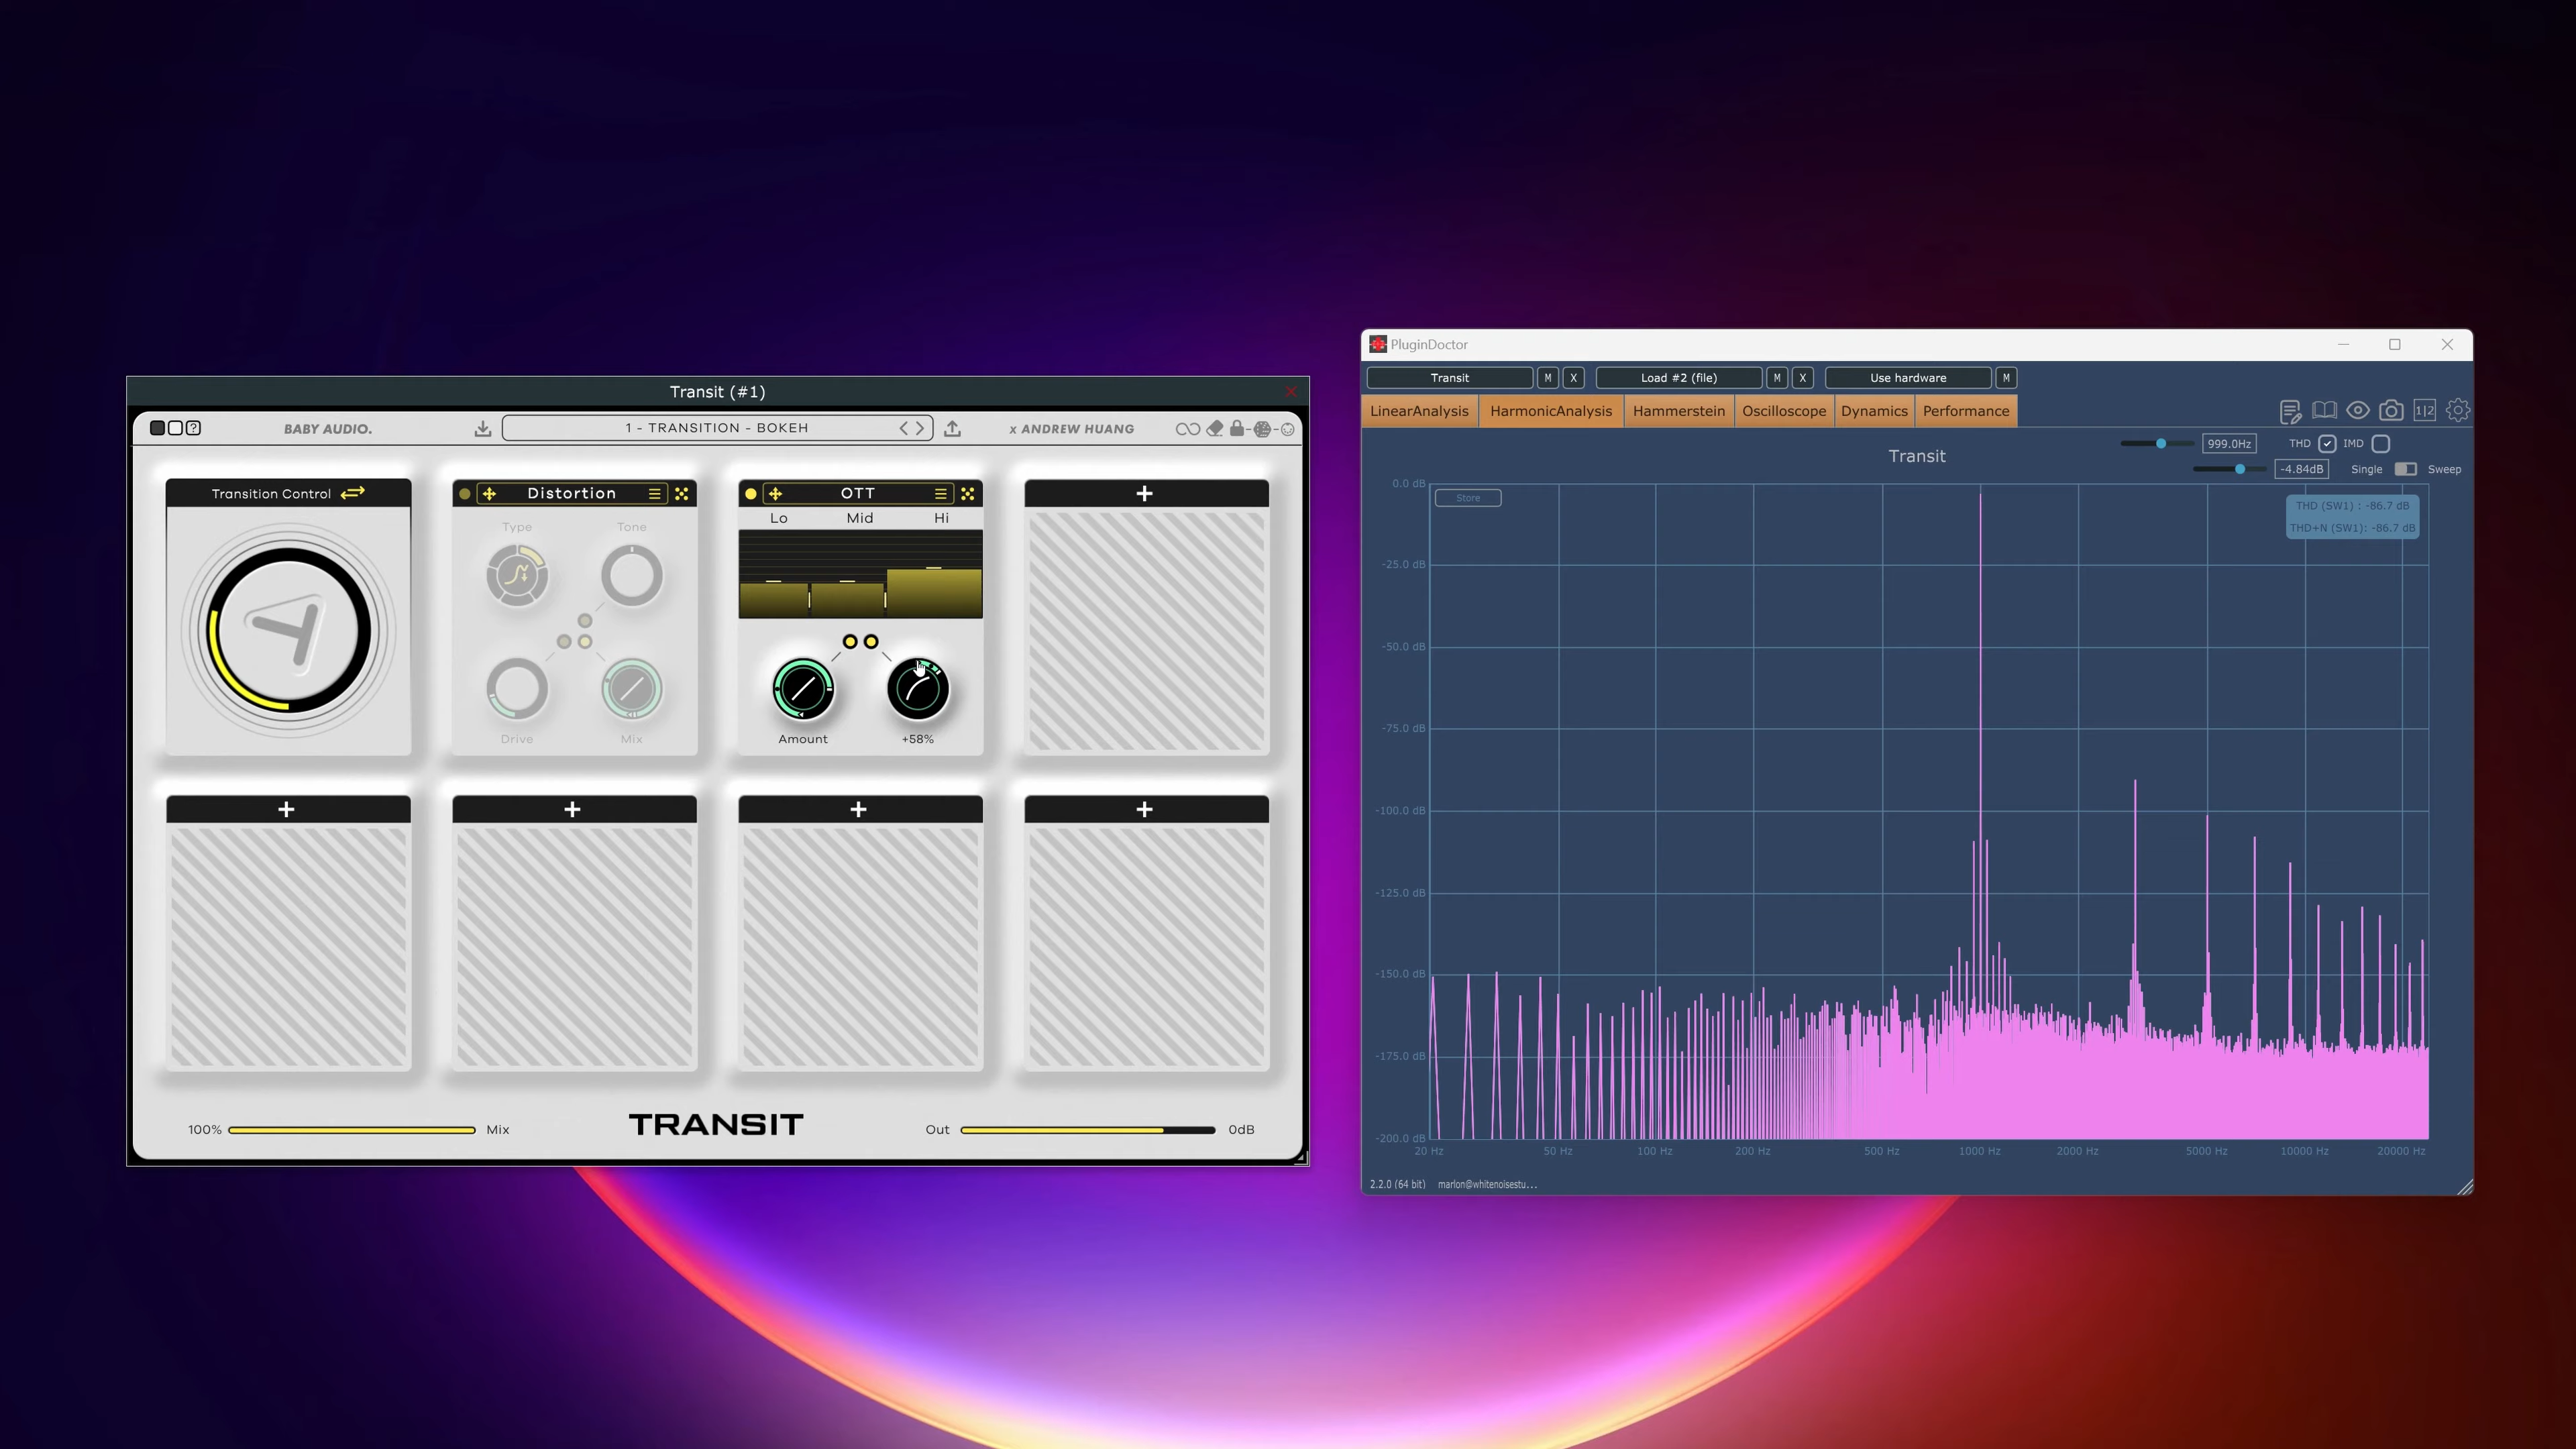 Transit (#1)
?
BABY AUDIO.
1 - TRANSITION - BOKEH
x ANDREW HUANG
Transition Control
Distortion
Type
Tone
Drive
Mix
OTT
Lo
Mid
Hi
Amount
+58%
100%
Mix
TRANSIT
Out
0dB
PluginDoctor
Transit
M
X
Load #2 (file)
M
X
Use hardware
M
LinearAnalysis
HarmonicAnalysis
Hammerstein
Oscilloscope
Dynamics
Performance
1|2
999.0Hz
THD
IMD
Transit
-4.84dB
Single
Sweep
Store
THD (SW1) : -86.7 dB
THD+N (SW1): -86.7 dB
0.0 dB
-25.0 dB
-50.0 dB
-75.0 dB
-100.0 dB
-125.0 dB
-150.0 dB
-175.0 dB
-200.0 dB
20 Hz
50 Hz
100 Hz
200 Hz
500 Hz
1000 Hz
2000 Hz
5000 Hz
10000 Hz
20000 Hz
2.2.0 (64 bit)
marlon@whitenoisestu...